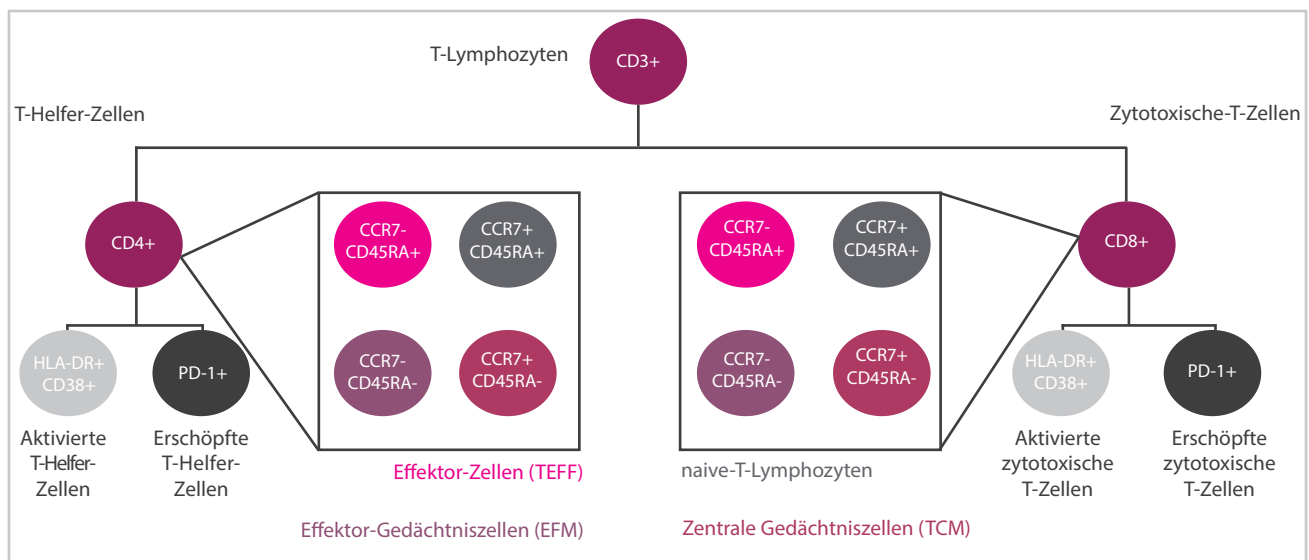 T-Lymphozyten
CD3+
T-Helfer-Zellen
Zytotoxische-T-Zellen
CD4+
CCR7-
CD45RA+
CCR7+
CD45RA+
CCR7-
CD45RA-
CCR7+
CD45RA-
CCR7-
CD45RA+
CCR7+
CD45RA+
CCR7-
CD45RA-
CCR7+
CD45RA-
CD8+
HLA-DR+
CD38+
PD-1+
HLA-DR+
CD38+
PD-1+
Aktivierte
T-Helfer-
Zellen
Erschöpfte
T-Helfer-
Zellen
Aktivierte
zytotoxische
T-Zellen
Erschöpfte
zytotoxische
T-Zellen
Effektor-Zellen (TEFF)
naive-T-Lymphozyten
Effektor-Gedächtniszellen (EFM)
Zentrale Gedächtniszellen (TCM)